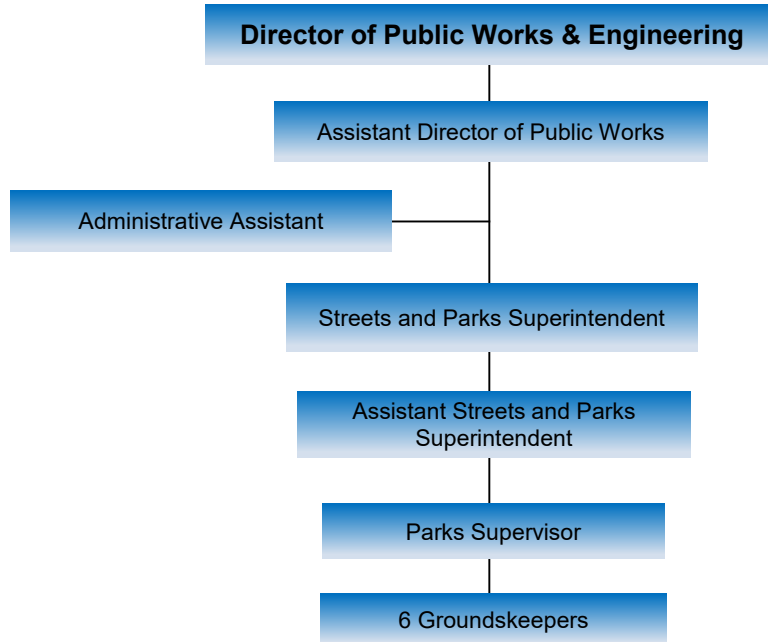 Director of Public Works & Engineering
Assistant Director of Public Works
Administrative Assistant
Streets and Parks Superintendent
Assistant Streets and Parks
Superintendent
Parks Supervisor
6 Groundskeepers